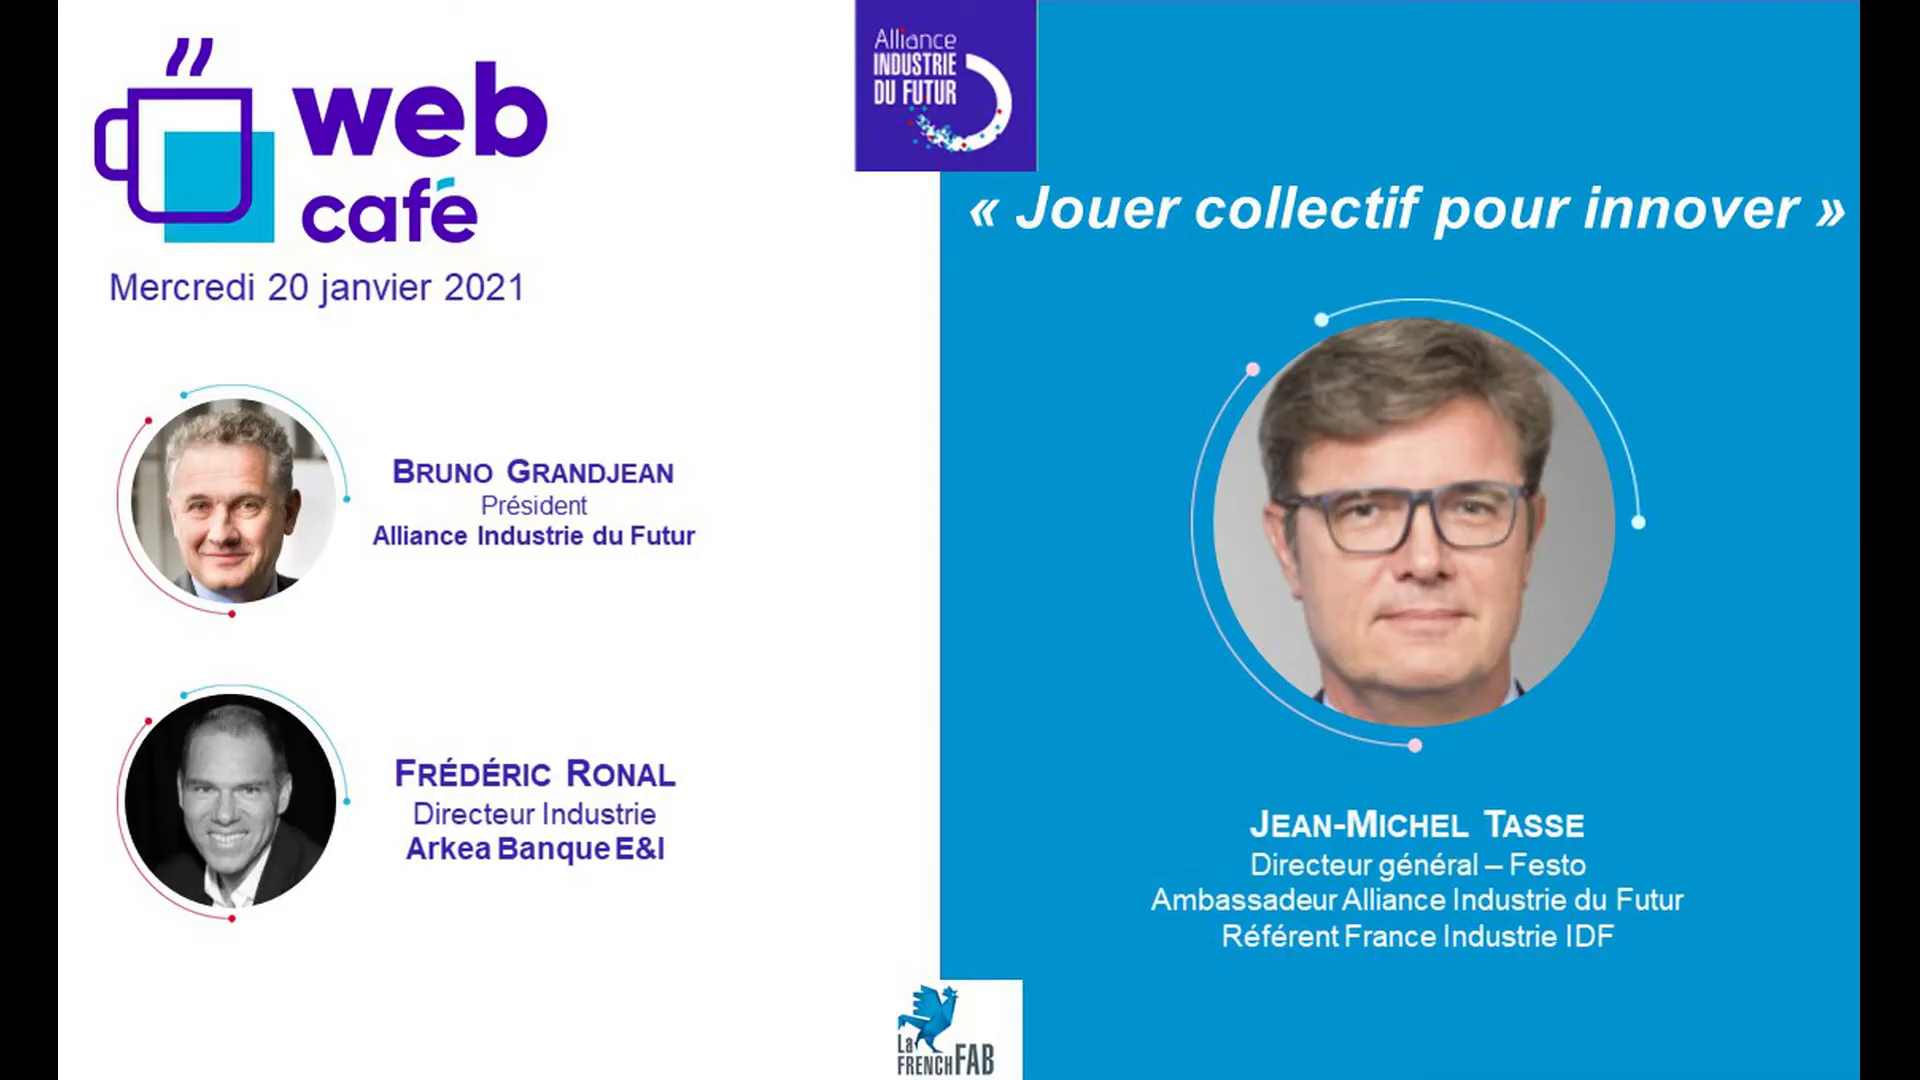 web
café
Mercredi 20 janvier 2021
BRUNO GRANDJEAN
Président
Alliance Industrie du Futur
FRÉDÉRIC RONAL
Directeur Industrie
Arkea Banque E&I
Alliance
INDUSTRIE
DU FUTUR
« Jouer collectif pour innover »
JEAN-MICHEL TASSE
Directeur général – Festo
Ambassadeur Alliance Industrie du Futur
Référent France Industrie IDF
La
FRENCH FAB